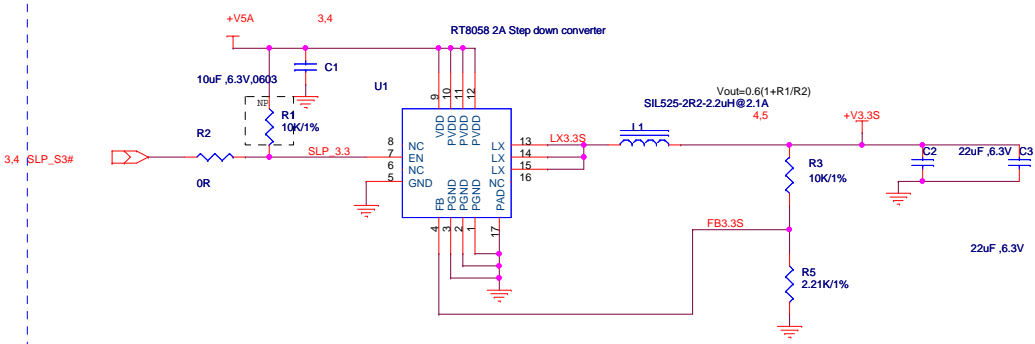 +V5A
3,4
RT8058 2A Step down converter
C1
10uF ,6.3V,0603
U1
NP
R1
10K/1%
R2
0R
3,4
SLP_S3#
SLP_3.3
9
10
11
12
VDD
PVDD
PVDD
PVDD
8
7
6
5
NC
EN
NC
GND
LX
LX
LX
NC
13
14
15
16
FB
PGND
PGND
PGND
PAD
4
3
2
1
17
LX3.3S
Vout=0.6(1+R1/R2)
SIL525-2R2-2.2uH@2.1A
4,5
L1
+V3.3S
R3
10K/1%
C2
22uF ,6.3V
C3
FB3.3S
22uF ,6.3V
R5
2.21K/1%